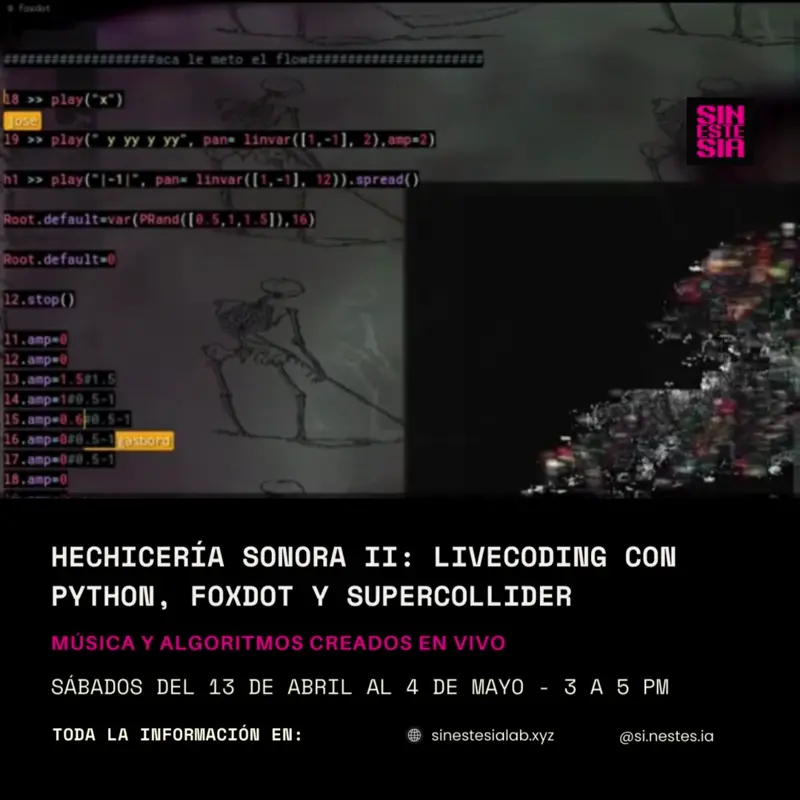 FoxDot
###################aca le meto el flow######################
l8 >> play("x")
jose
l9 >> play(" y yy y yy", pan= linvar([1,-1], 2),amp=2)
h1 >> play("|-1|", pan= linvar([1,-1], 12)).spread()
Root.default=var(PRand([0.5,1,1.5]),16)
Root.default=0
l2.stop()
l1.amp=0
l2.amp=0
l3.amp=1.5#1.5
l4.amp=1#0.5-1
l5.amp=0.6#0.5-1
l6.amp=0#0.5-1 gasbord
l7.amp=0#0.5-1
l8.amp=0
SIN
ESTE
SIA
HECHICERÍA SONORA II: LIVECODING CON
PYTHON, FOXDOT Y SUPERCOLLIDER
MÚSICA Y ALGORITMOS CREADOS EN VIVO
SÁBADOS DEL 13 DE ABRIL AL 4 DE MAYO - 3 A 5 PM
TODA LA INFORMACIÓN EN: sinestesialab.xyz @si.nestes.ia